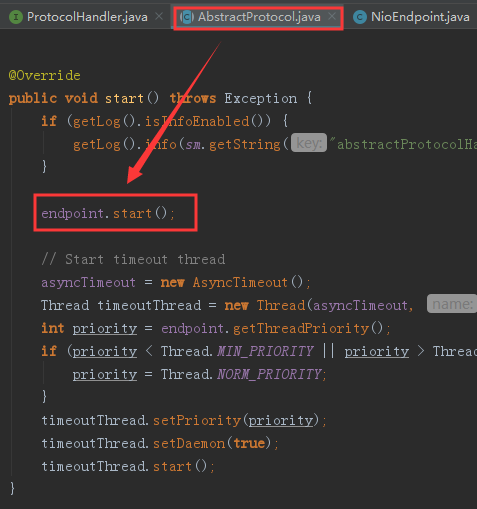 ProtocolHandler.java × AbstractProtocol.java × NioEndpoint.java
@Override
public void start() throws Exception {
if (getLog().isInfoEnabled()) {
getLog().info(sm.getString( key: "abstractProtocolHa
}
endpoint.start();
// Start timeout thread
asyncTimeout = new AsyncTimeout();
Thread timeoutThread = new Thread(asyncTimeout, name:
int priority = endpoint.getThreadPriority();
if (priority < Thread.MIN_PRIORITY || priority > Thread
priority = Thread.NORM_PRIORITY;
}
timeoutThread.setPriority(priority);
timeoutThread.setDaemon(true);
timeoutThread.start();
}